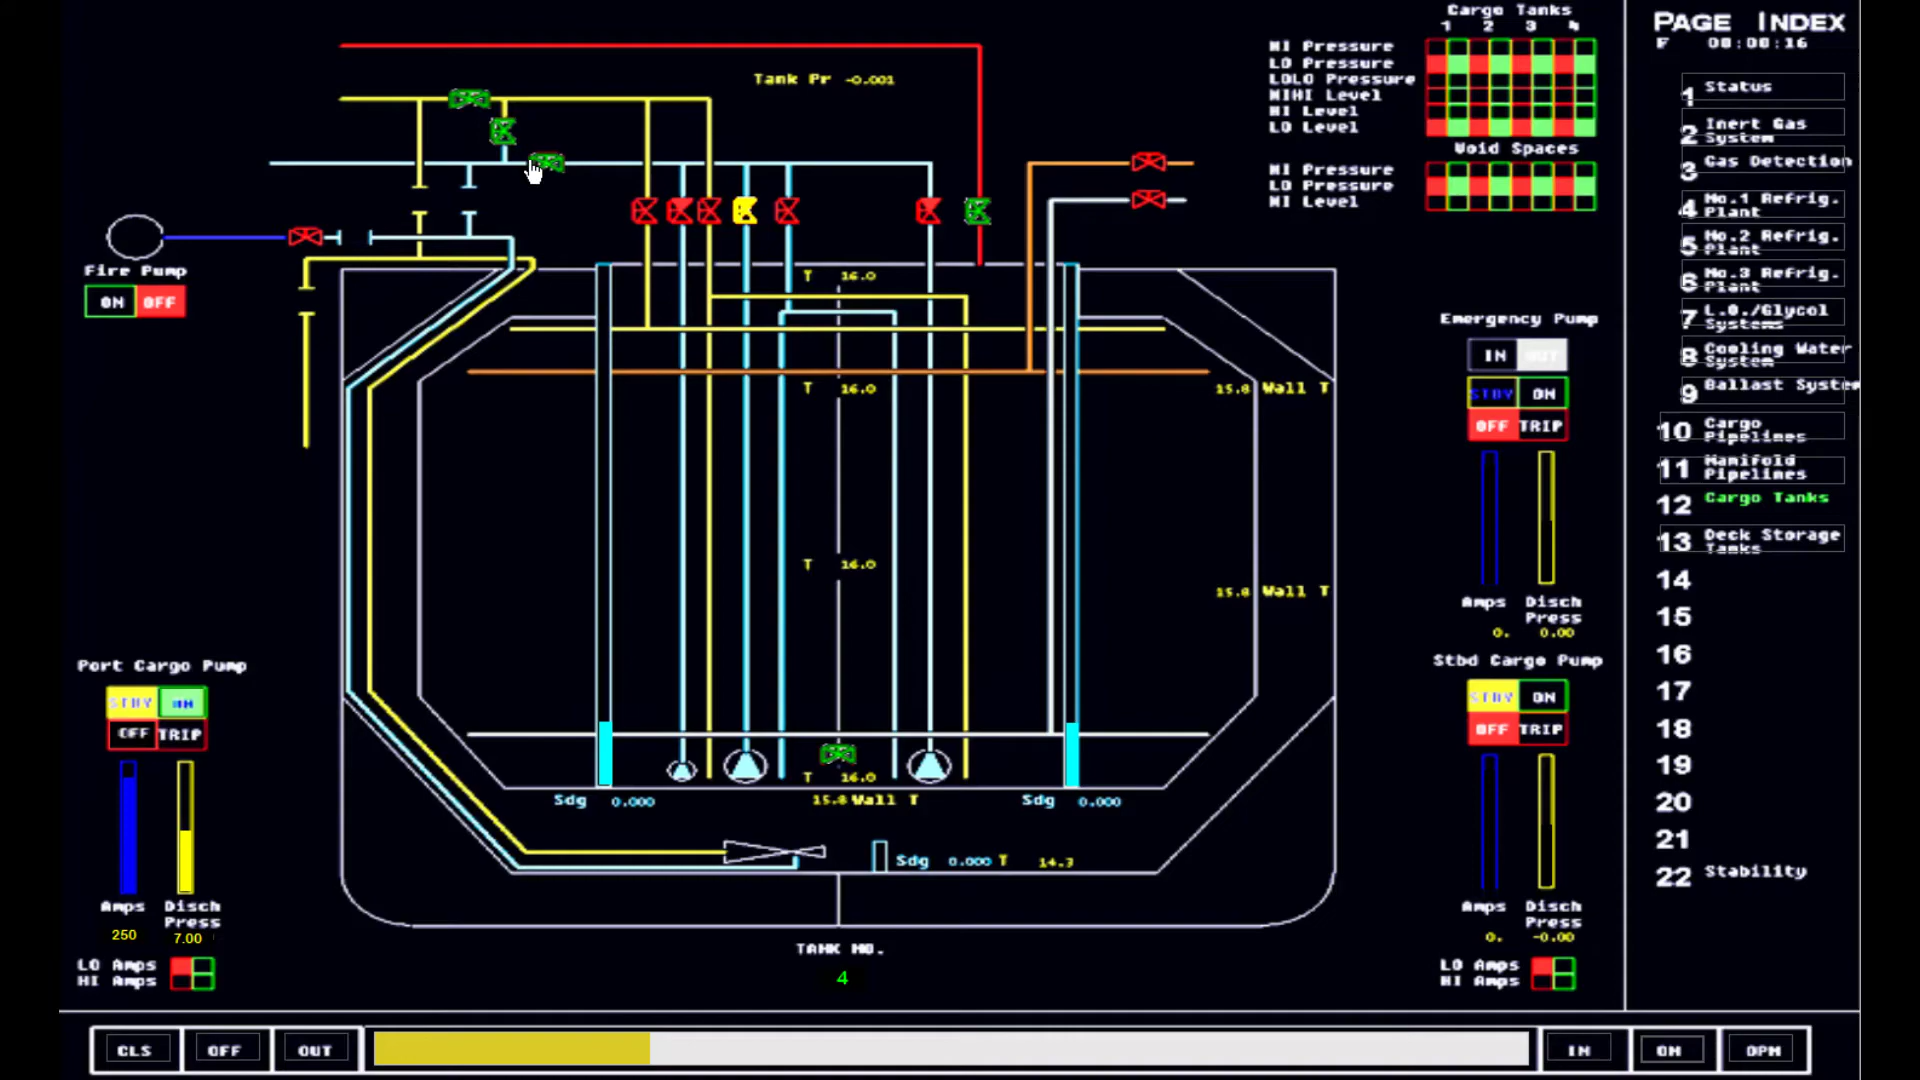 Cargo Tanks
1 2 3 4
HI Pressure
LO Pressure
LOLO Pressure
HIHI Level
HI Level
LO Level
Void Spaces
HI Pressure
LO Pressure
HI Level
PAGE INDEX
F 00:00:16
1 Status
2 Inert Gas
System
3 Gas Detection
4 No.1 Refrig.
Plant
5 No.2 Refrig.
Plant
6 No.3 Refrig.
Plant
7 L.O./Glycol
Systems
8 Cooling Water
System
9 Ballast System
10 Cargo
Pipelines
11 Manifold
Pipelines
12 Cargo Tanks
13 Deck Storage
Tanks
14
15
16
17
18
19
20
21
22 Stability
Tank Pr -0.001
Fire Pump
ON OFF
T 16.0
T 16.0
15.8 Wall T
T 16.0
15.8 Wall T
T 16.0
Sdg 0.000
15.8 Wall T
Sdg 0.000
Sdg 0.000 T 14.3
TANK NO.
4
Port Cargo Pump
STBY ON
OFF TRIP
Amps Disch
Press
250 7.00
LO Amps
HI Amps
Emergency Pump
IN OUT
STBY ON
OFF TRIP
Amps Disch
Press
0. 0.00
Stbd Cargo Pump
STBY ON
OFF TRIP
Amps Disch
Press
0. -0.00
LO Amps
HI Amps
CLS OFF OUT IN ON OPN